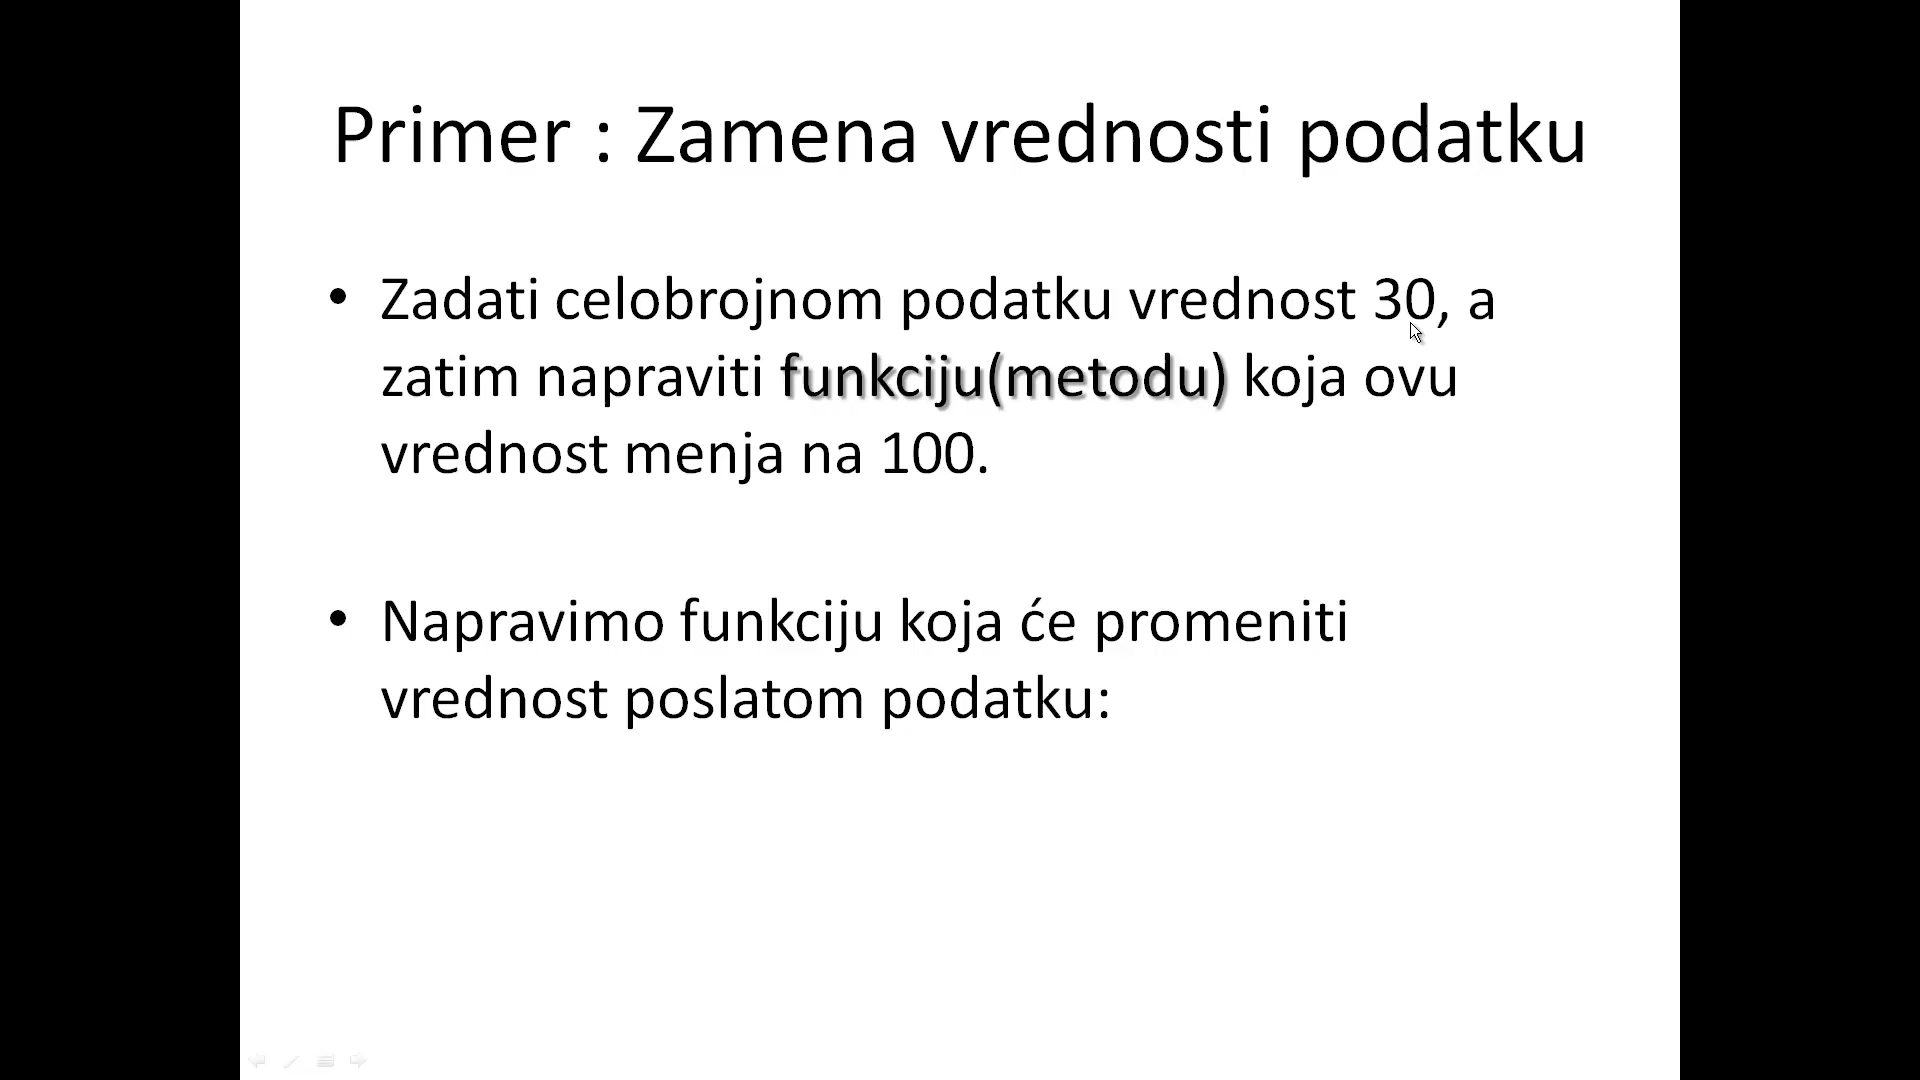 Primer : Zamena vrednosti podatku
• Zadati celobrojnom podatku vrednost 30, a
zatim napraviti funkciju(metodu) koja ovu
vrednost menja na 100.
• Napravimo funkciju koja će promeniti
vrednost poslatom podatku: